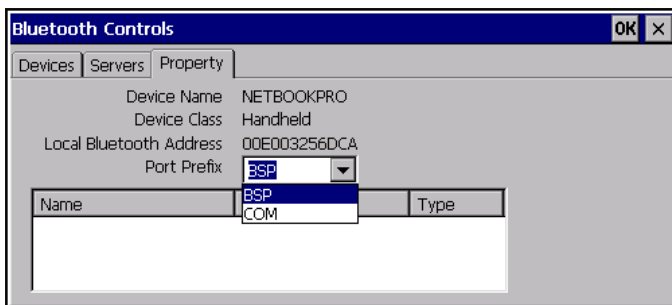 Bluetooth Controls OK
Devices Servers Property
Device Name NETBOOKPRO
Device Class Handheld
Local Bluetooth Address 00E003256DCA
Port Prefix BSP
BSP
COM
Name Type